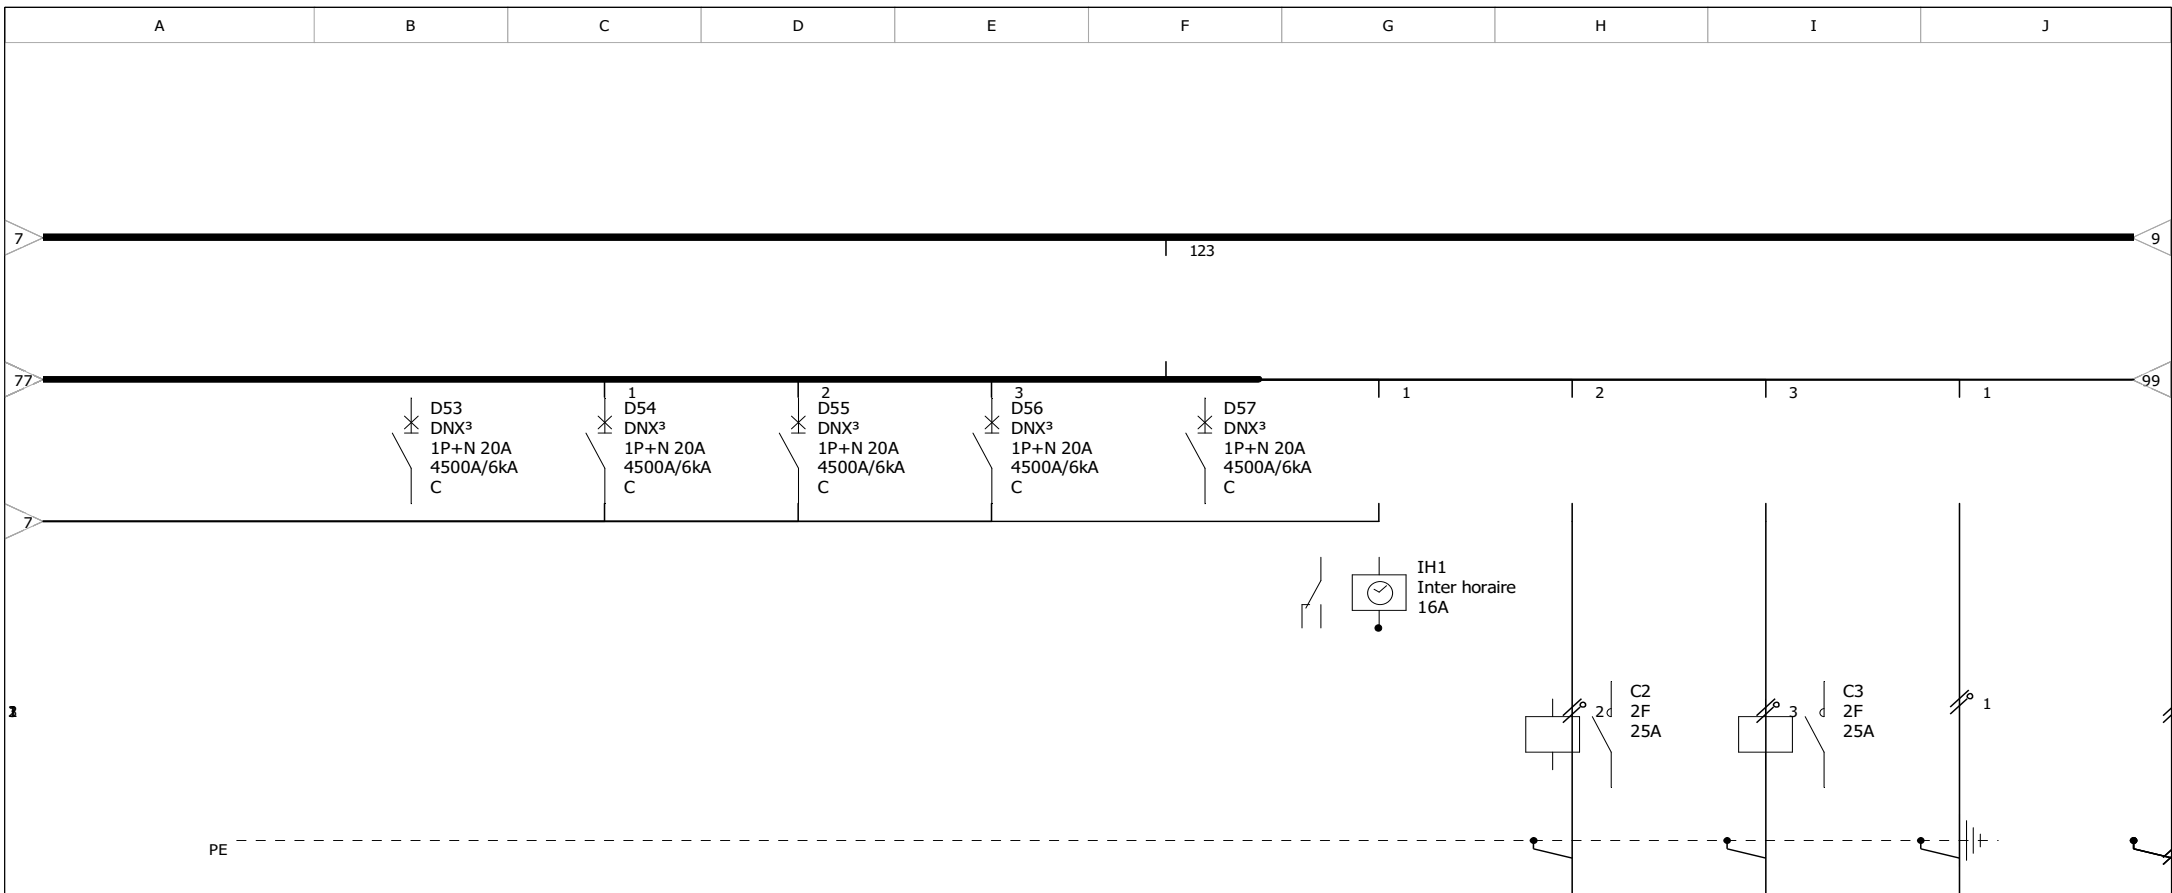 A B C D E F G H I J
7 9
123
77 99
1 2 3 1 2 3 1
D53 D54 D55 D56 D57
DNX³ DNX³ DNX³ DNX³ DNX³
1P+N 20A 1P+N 20A 1P+N 20A 1P+N 20A 1P+N 20A
4500A/6kA 4500A/6kA 4500A/6kA 4500A/6kA 4500A/6kA
C C C C C
7
IH1
Inter horaire
16A
C2 C3
2 2F 3 2F 1
25A 25A
PE